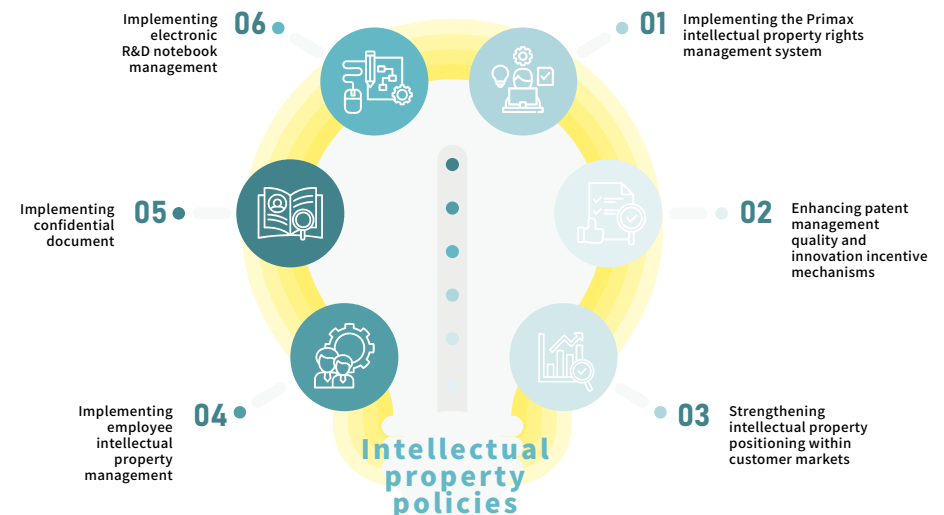 01
Implementing the Primax
intellectual property rights
management system
02
Enhancing patent
management
quality and
innovation incentive
mechanisms
03
Strengthening
intellectual property
positioning within
customer markets
04
Implementing
employee
intellectual
property
management
05
Implementing
confidential
document
06
Implementing
electronic
R&D notebook
management
Intellectual
property
policies